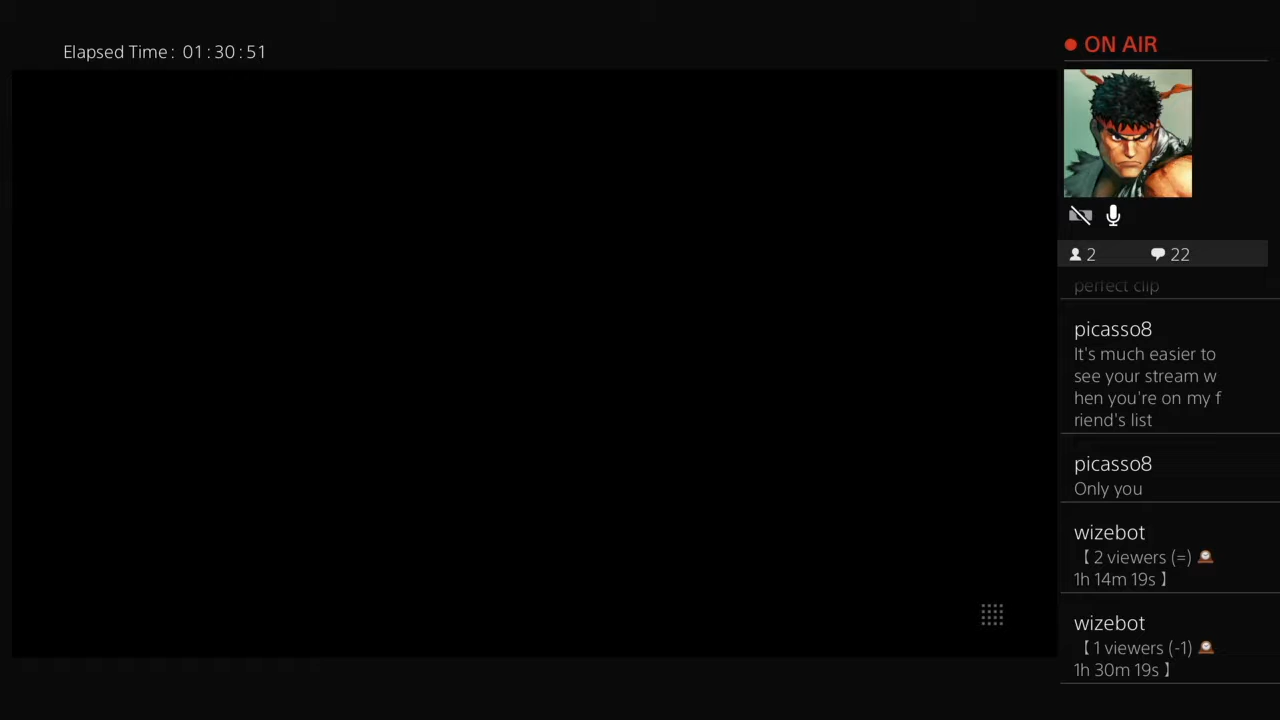 Elapsed Time: 01:30:51
ON AIR
2 22
perfect clip
picasso8
It's much easier to
see your stream w
hen you're on my f
riend's list
picasso8
Only you
wizebot
【2 viewers (=) 🕰
1h 14m 19s】
wizebot
【1 viewers (-1) 🕰
1h 30m 19s】